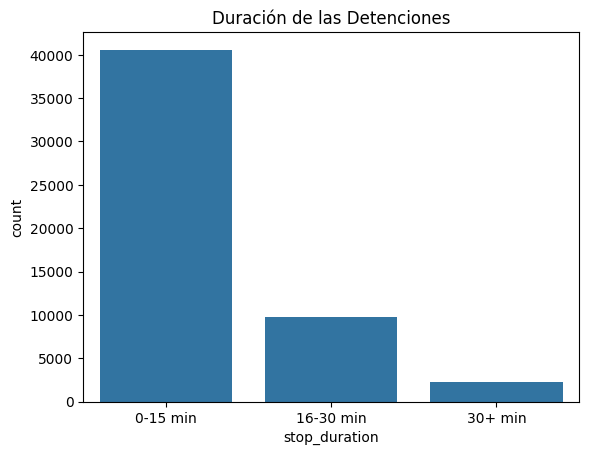 Duración de las Detenciones
40000
35000
30000
25000
20000
15000
10000
5000
0
count
0-15 min 16-30 min 30+ min
stop_duration